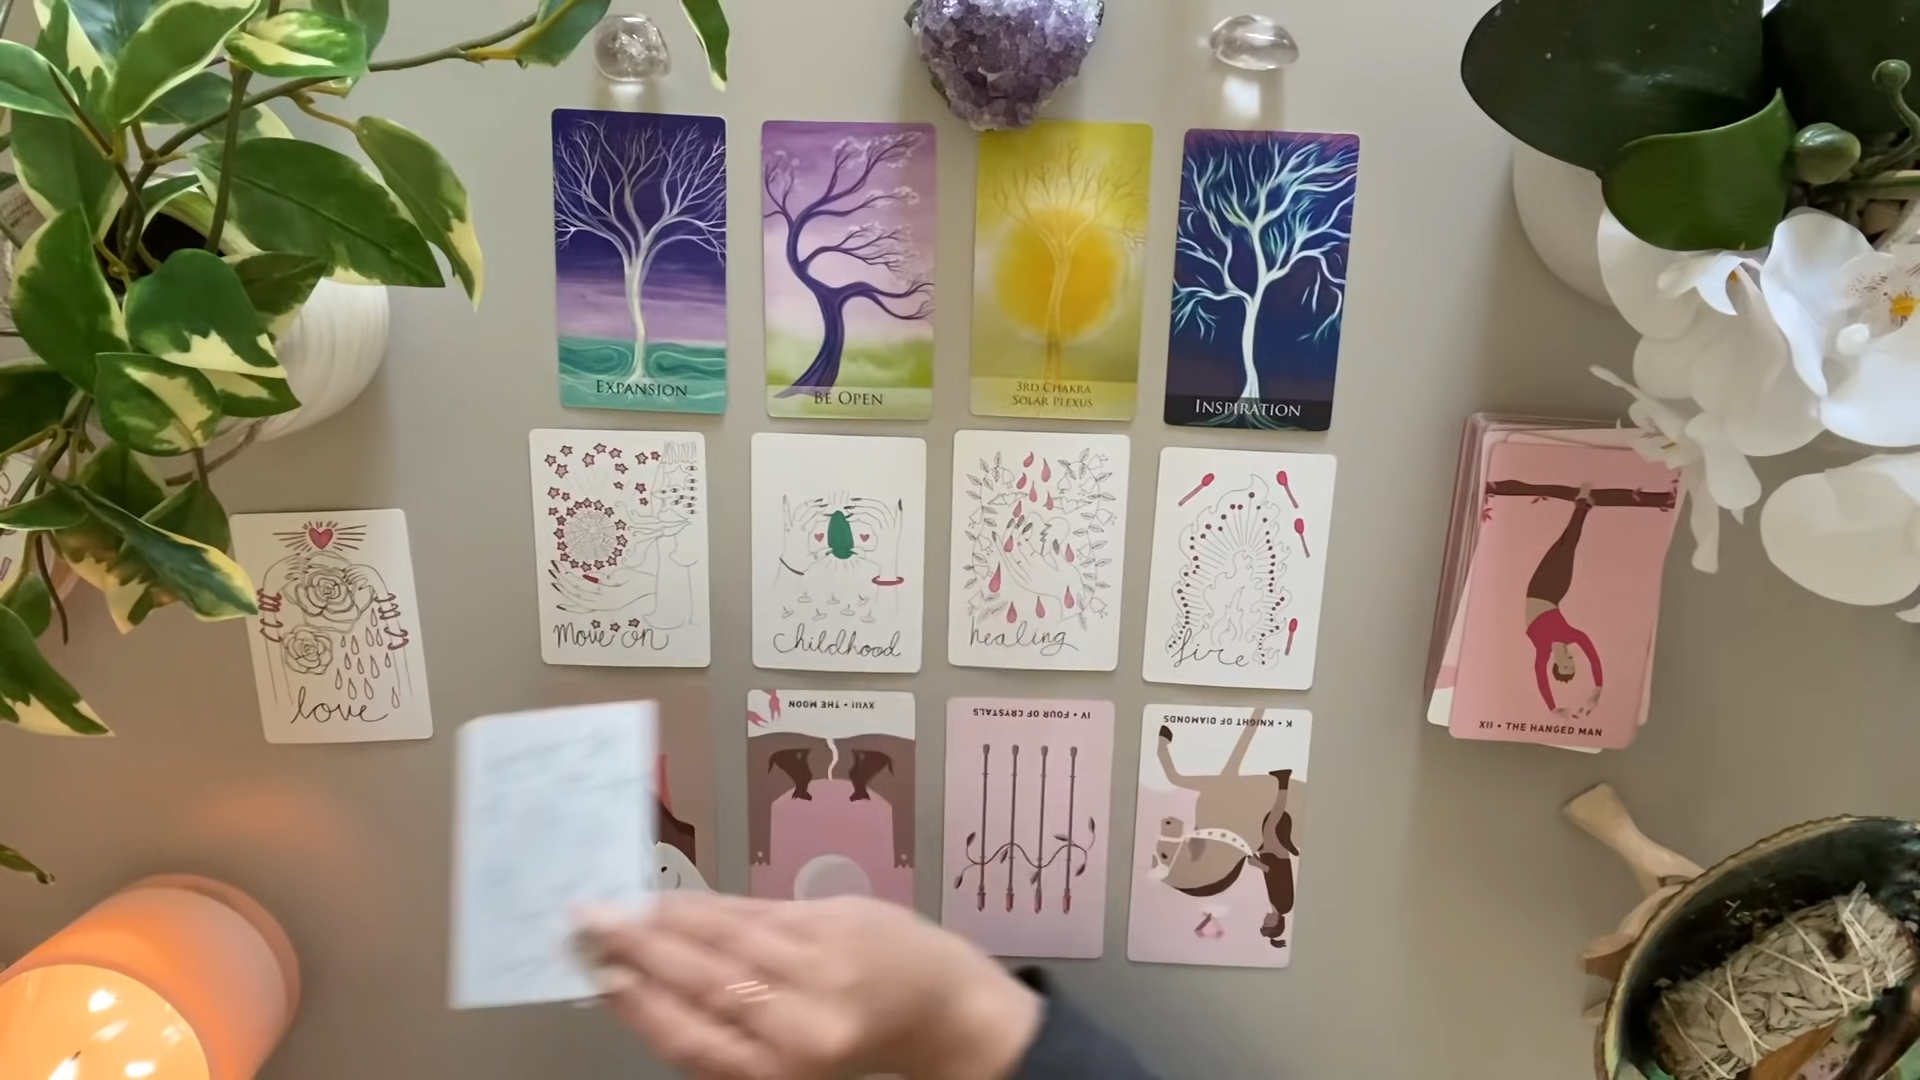 EXPANSION
BE OPEN
3RD CHAKRA
SOLAR PLEXUS
INSPIRATION
move on
childhood
healing
fire
love
XVIII • THE MOON
IV • FOUR OF CRYSTALS
K • KNIGHT OF DIAMONDS
XII • THE HANGED MAN